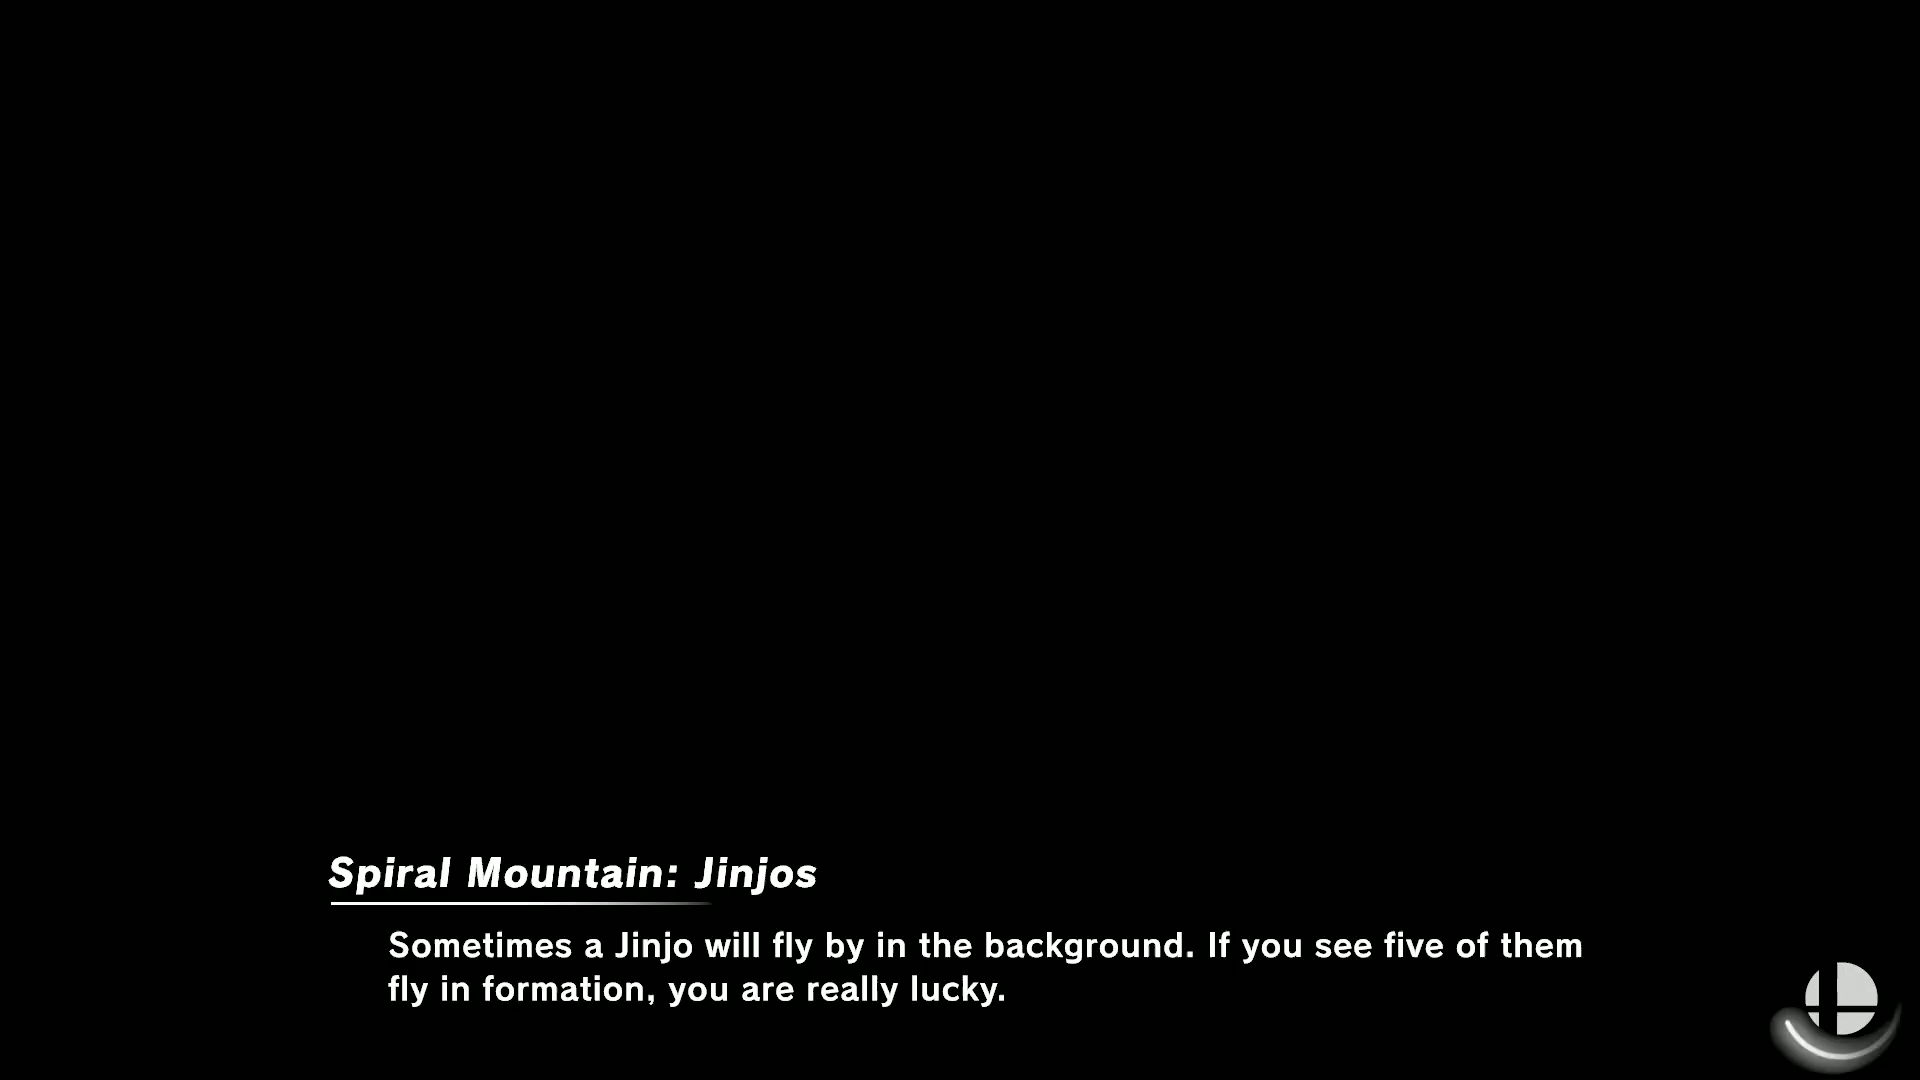 Spiral Mountain: Jinjos
Sometimes a Jinjo will fly by in the background. If you see five of them
fly in formation, you are really lucky.